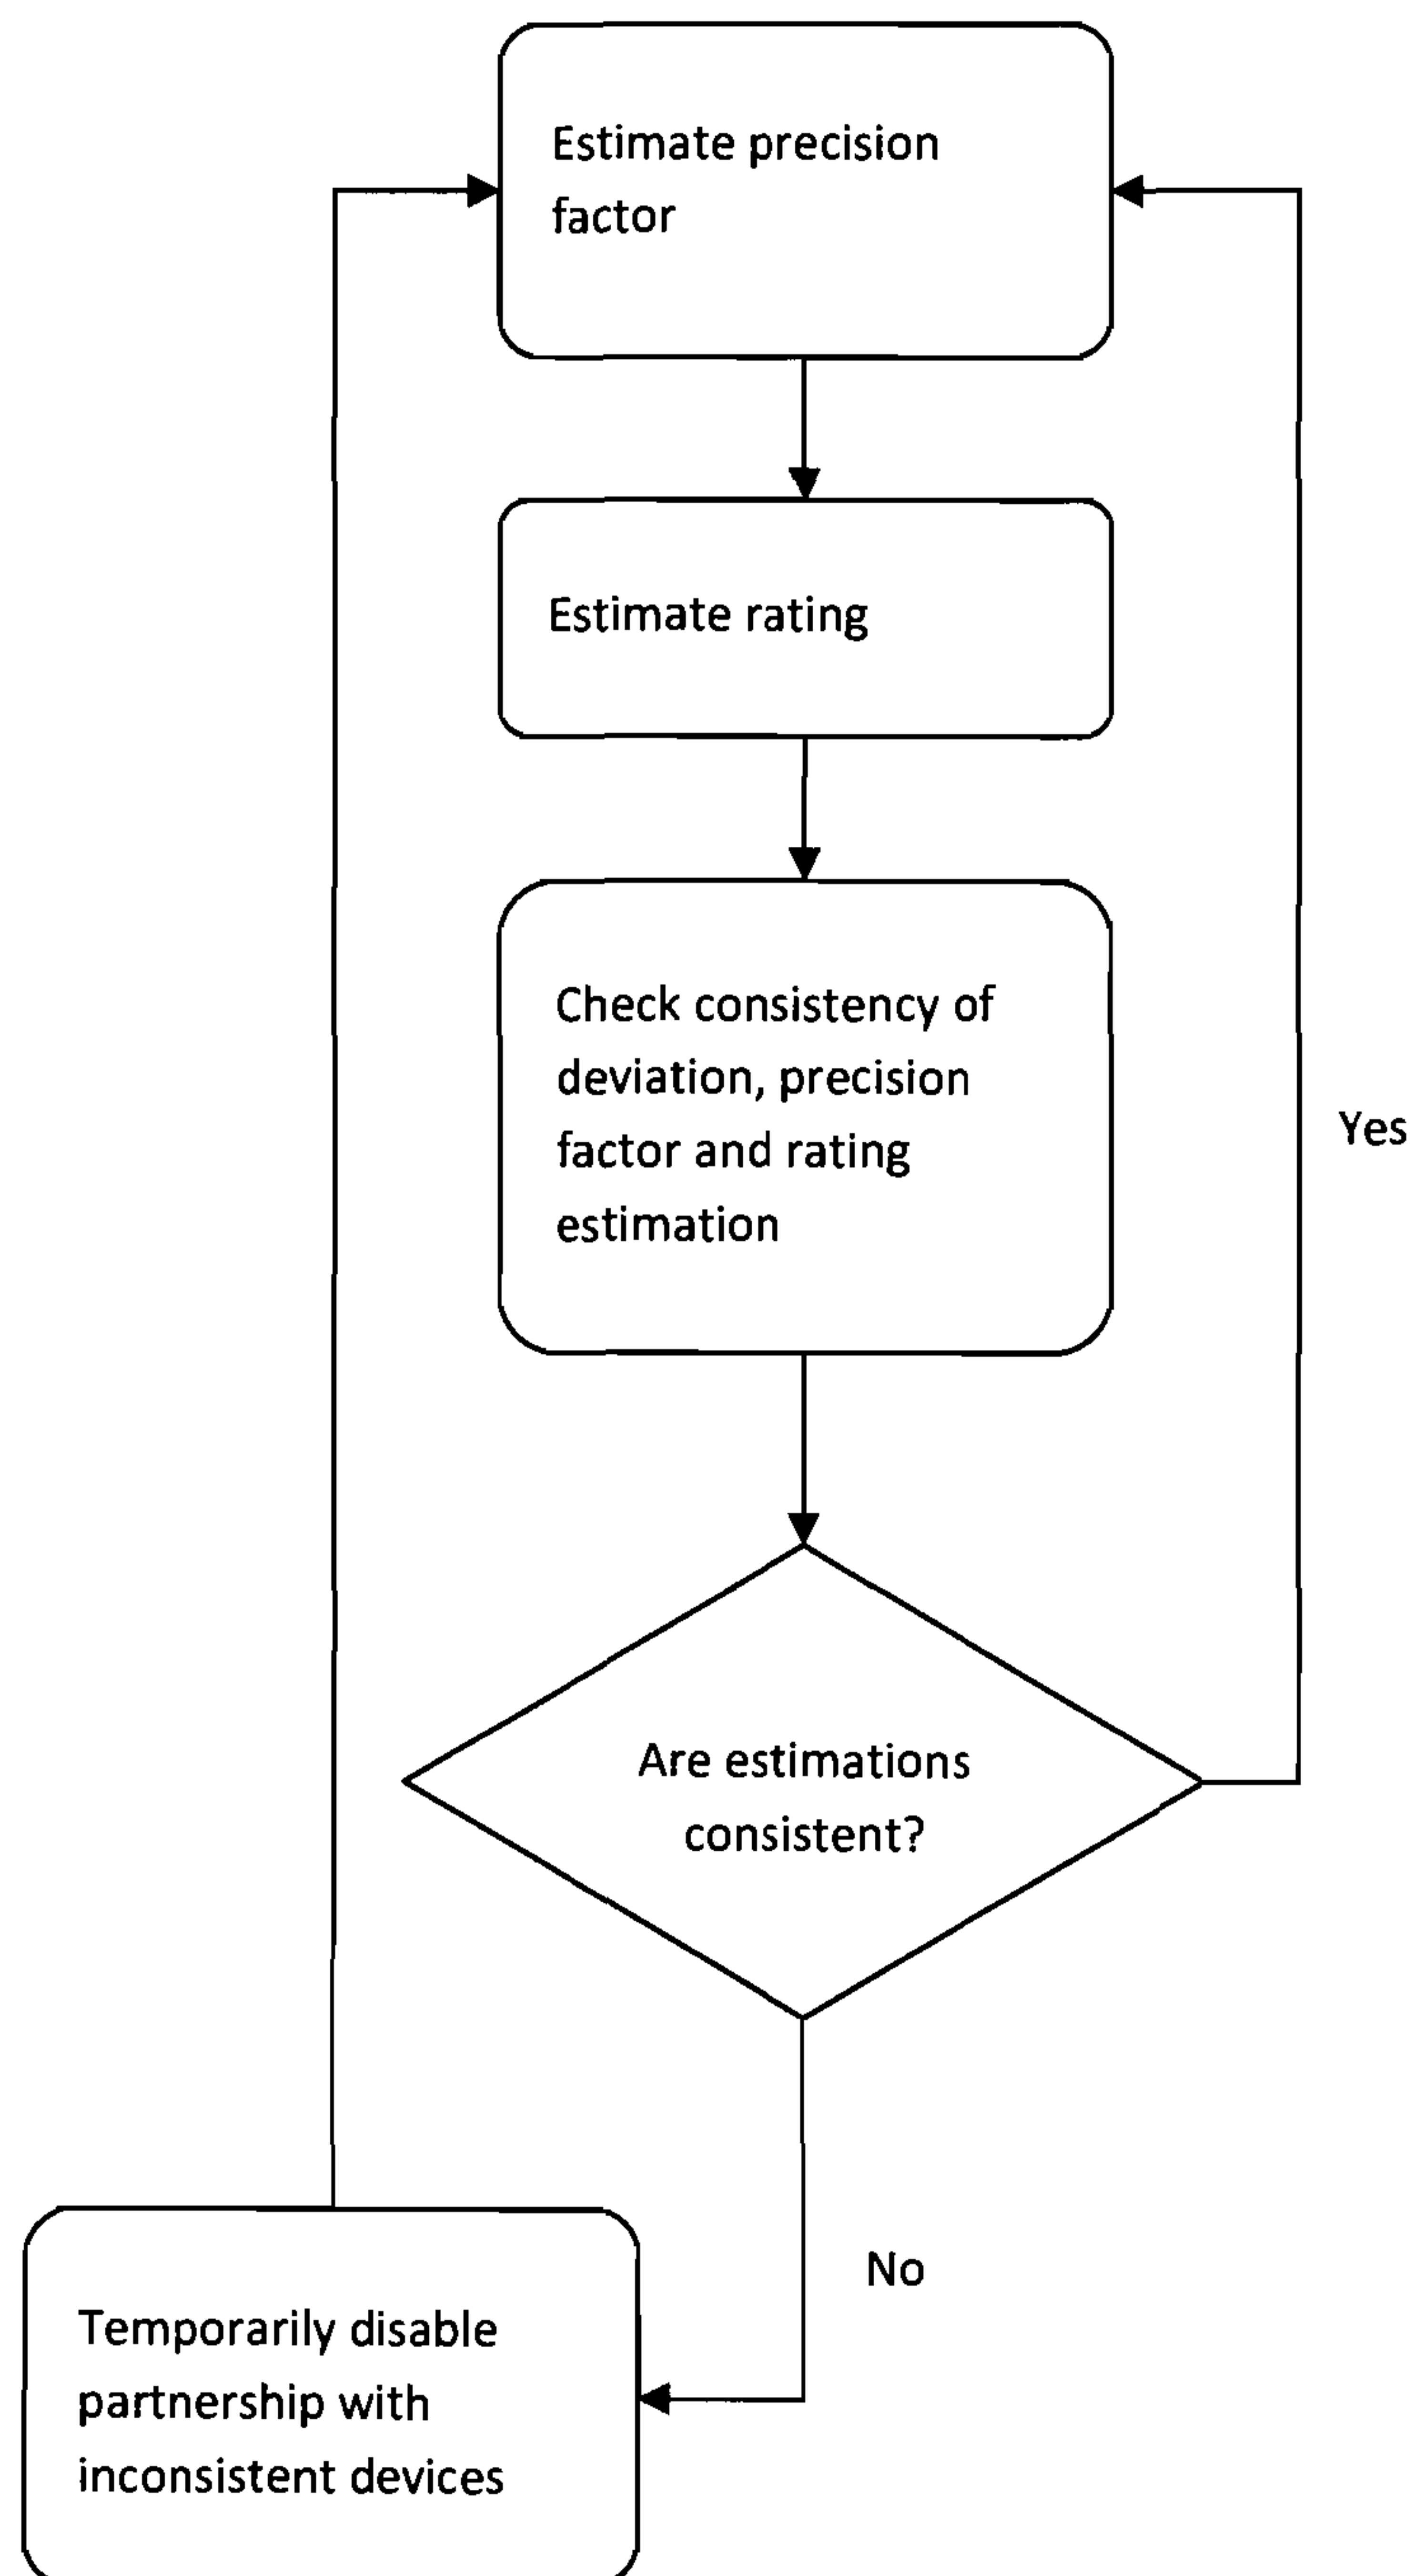 Estimate precision
factor
Estimate rating
Check consistency of
deviation, precision
factor and rating
estimation
Yes
Are estimations
consistent?
No
Temporarily disable
partnership with
inconsistent devices